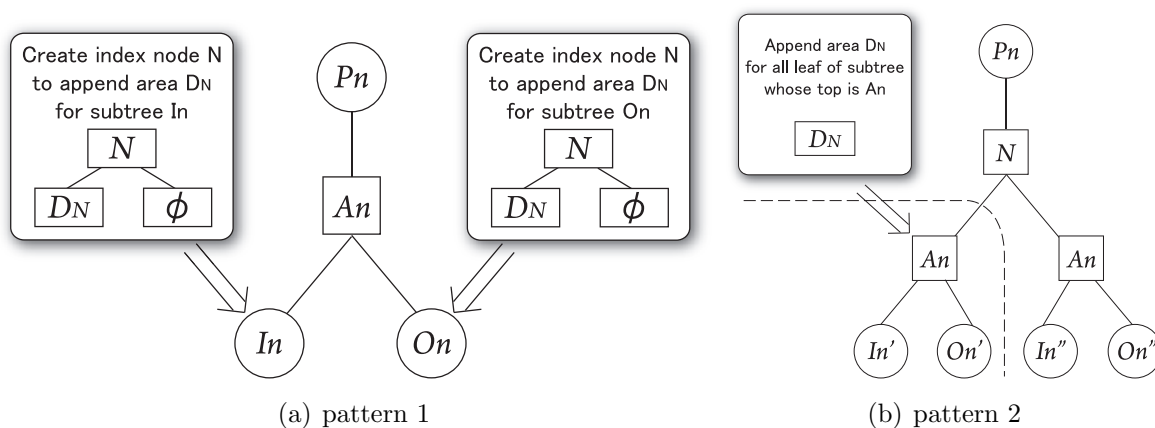 Create index node N
to append area DN
for subtree In
N
DN
ϕ
Pn
An
In
On
Create index node N
to append area DN
for subtree On
N
DN
ϕ
(a) pattern 1
Append area DN
for all leaf of subtree
whose top is An
DN
Pn
N
An
An
In'
On'
In"
On"
(b) pattern 2